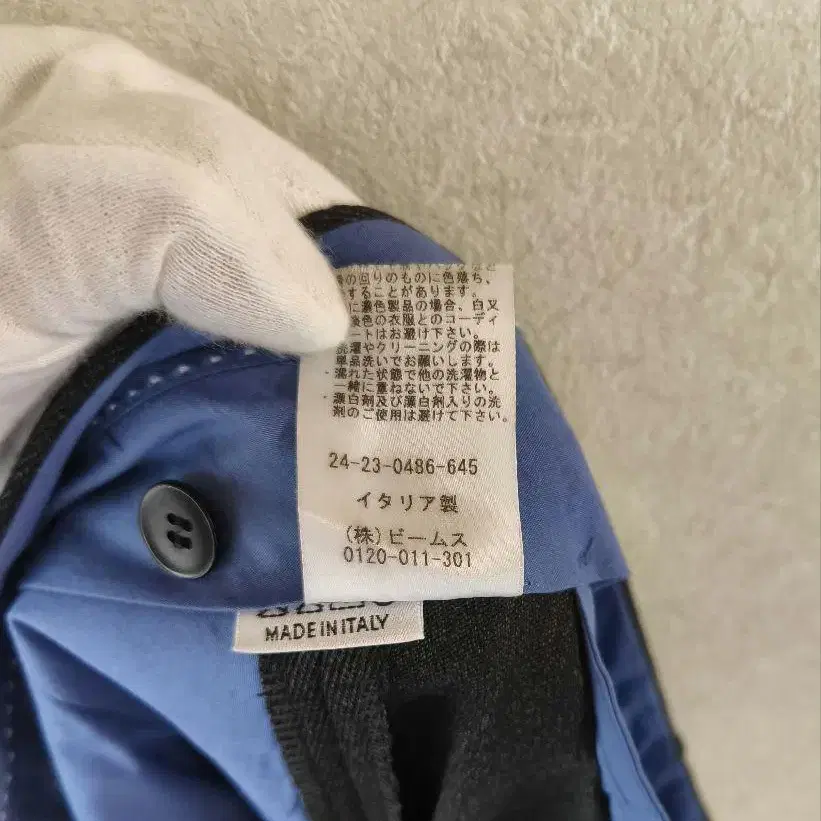 の回りのものに色落ち、
することがあります。
に濃色製品の場合、白又
色の衣服とのコーディ
ートはお避け下さい。
洗濯やクリーニングの際は
単品洗いでお願いします。
・濡れた状態で他の洗濯物と
一緒に重ねないで下さい。
・漂白剤及び漂白剤入りの洗
剤のご使用は避けて下さい。
24-23-0486-645
イタリア製
(株)ビームス
0120-011-301
MADE IN ITALY